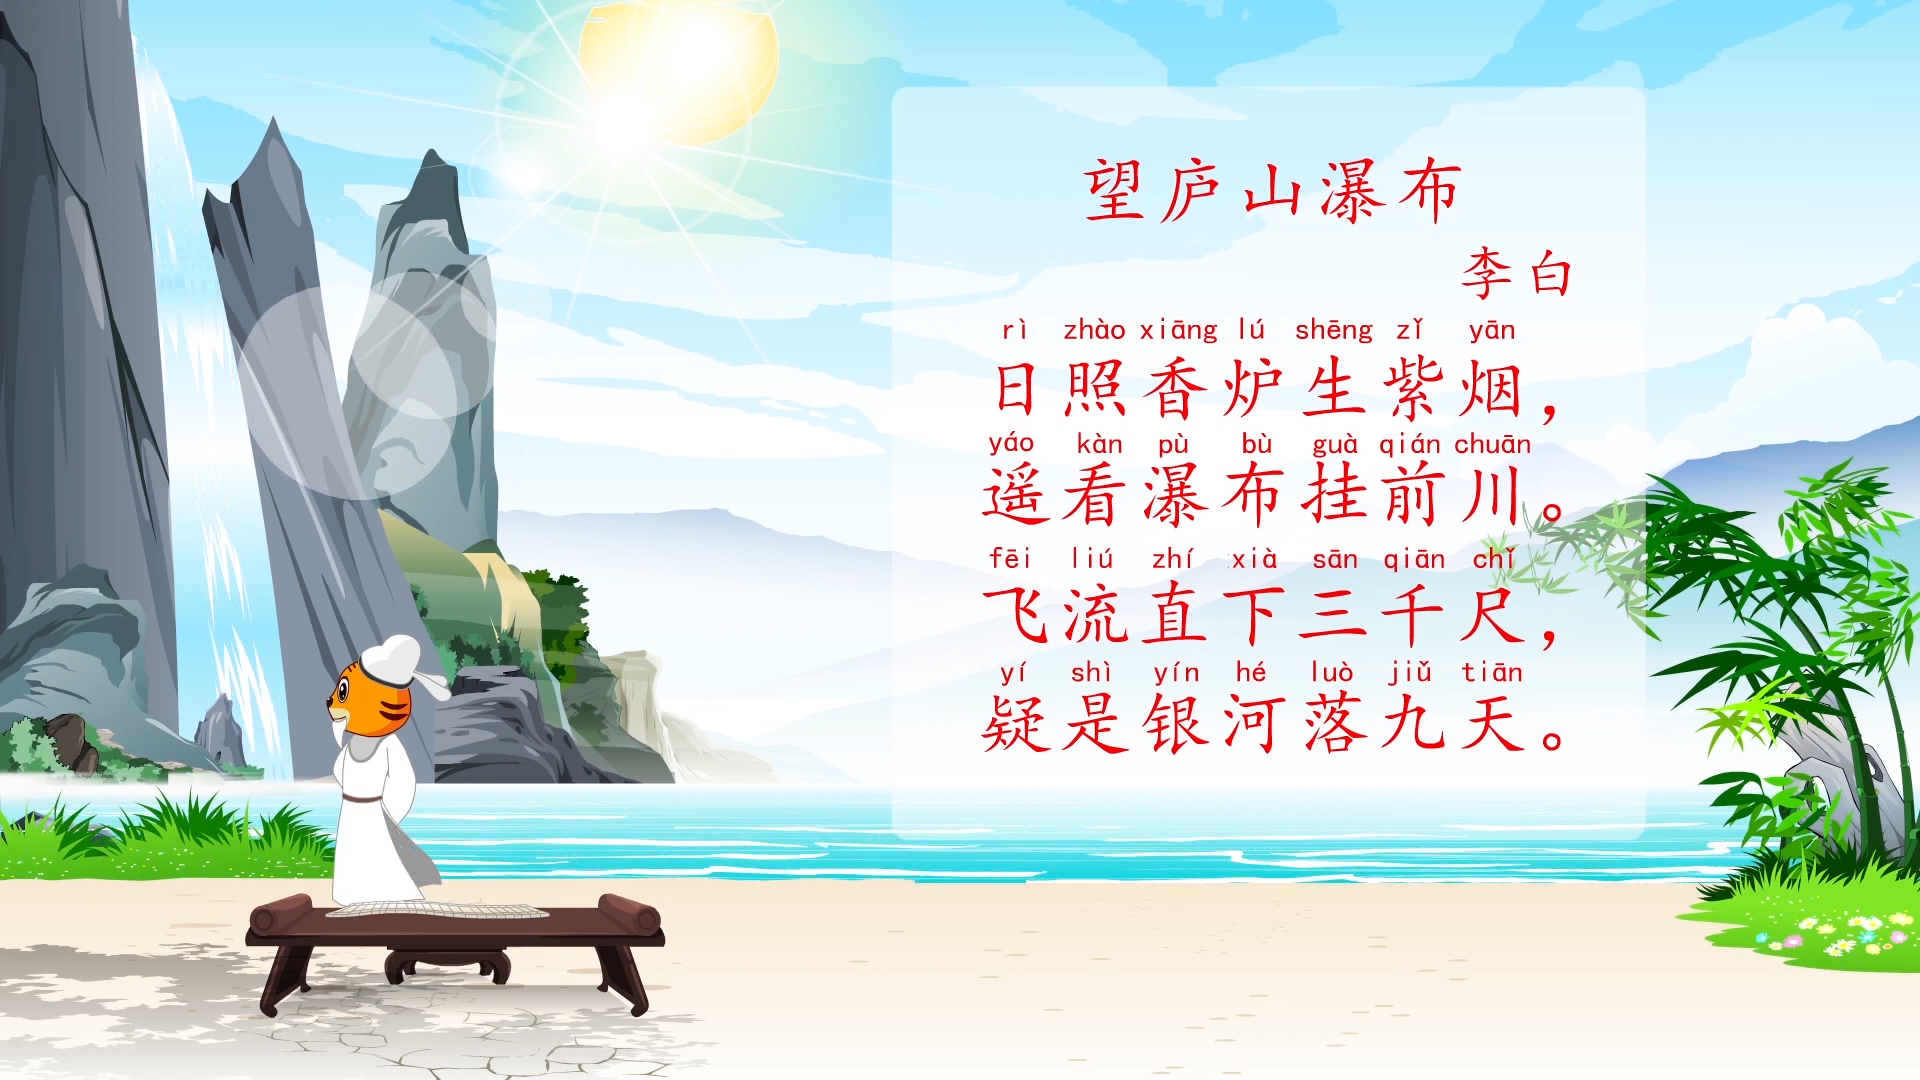 望庐山瀑布
李白
rì zhào xiāng lú shēng zǐ yān
日照香炉生紫烟，
yáo kàn pù bù guà qián chuān
遥看瀑布挂前川。
fēi liú zhí xià sān qiān chǐ
飞流直下三千尺，
yí shì yín hé luò jiǔ tiān
疑是银河落九天。